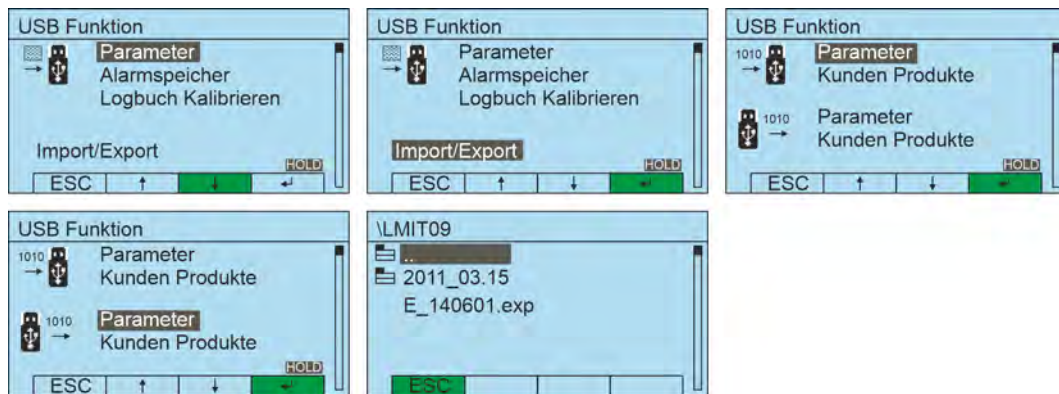 USB Funktion
Parameter
Alarmspeicher
Logbuch Kalibrieren
Import/Export
HOLD
ESC ↑ ↓ ↵
USB Funktion
Parameter
Alarmspeicher
Logbuch Kalibrieren
Import/Export
HOLD
ESC ↑ ↓ ↵
USB Funktion
1010 Parameter
Kunden Produkte
1010 Parameter
Kunden Produkte
HOLD
ESC ↑ ↓ ↵
USB Funktion
1010 Parameter
Kunden Produkte
1010 Parameter
Kunden Produkte
HOLD
ESC ↑ ↓ ↵
\LMIT09
..
2011_03.15
E_140601.exp
ESC